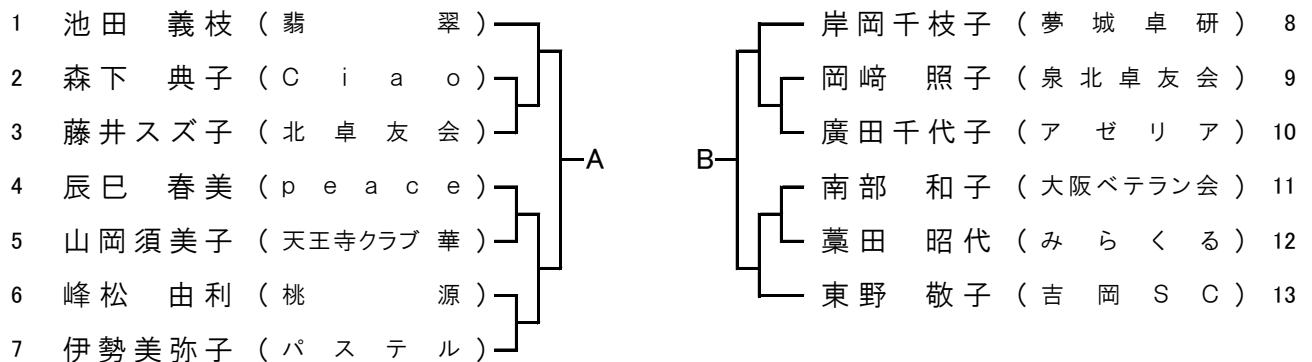 1 池田 義枝 (翡翠)
2 森下 典子 (Ciao)
3 藤井スズ子 (北卓友会)
4 辰巳 春美 (peace)
5 山岡須美子 (天王寺クラブ華)
6 峰松 由利 (桃源)
7 伊勢美弥子 (パステル)
A
B
岸岡千枝子 (夢城卓研) 8
岡﨑 照子 (泉北卓友会) 9
廣田千代子 (アゼリア) 10
南部 和子 (大阪ベテラン会) 11
藁田 昭代 (みらくる) 12
東野 敬子 (吉岡SC) 13